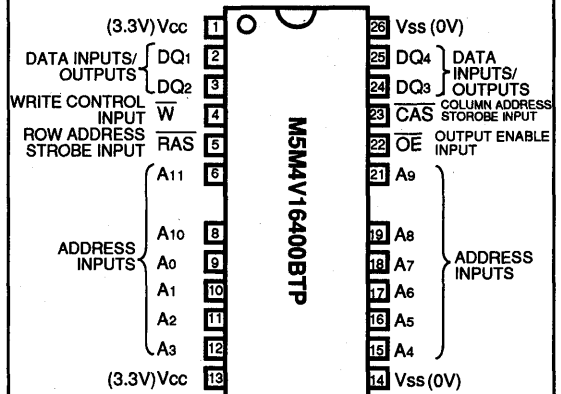 (3.3V) Vcc 1 26 Vss (0V)
DATA INPUTS/ OUTPUTS DQ1 2 25 DQ4 DATA INPUTS/ OUTPUTS
DQ2 3 24 DQ3
WRITE CONTROL INPUT W 4 23 CAS COLUMN ADDRESS STOROBE INPUT
ROW ADDRESS STROBE INPUT RAS 5 22 OE OUTPUT ENABLE INPUT
A11 6 21 A9
A10 8 19 A8
ADDRESS INPUTS A0 9 18 A7 ADDRESS INPUTS
A1 10 17 A6
A2 11 16 A5
A3 12 15 A4
(3.3V) Vcc 13 14 Vss (0V)
M5M4V16400BTP